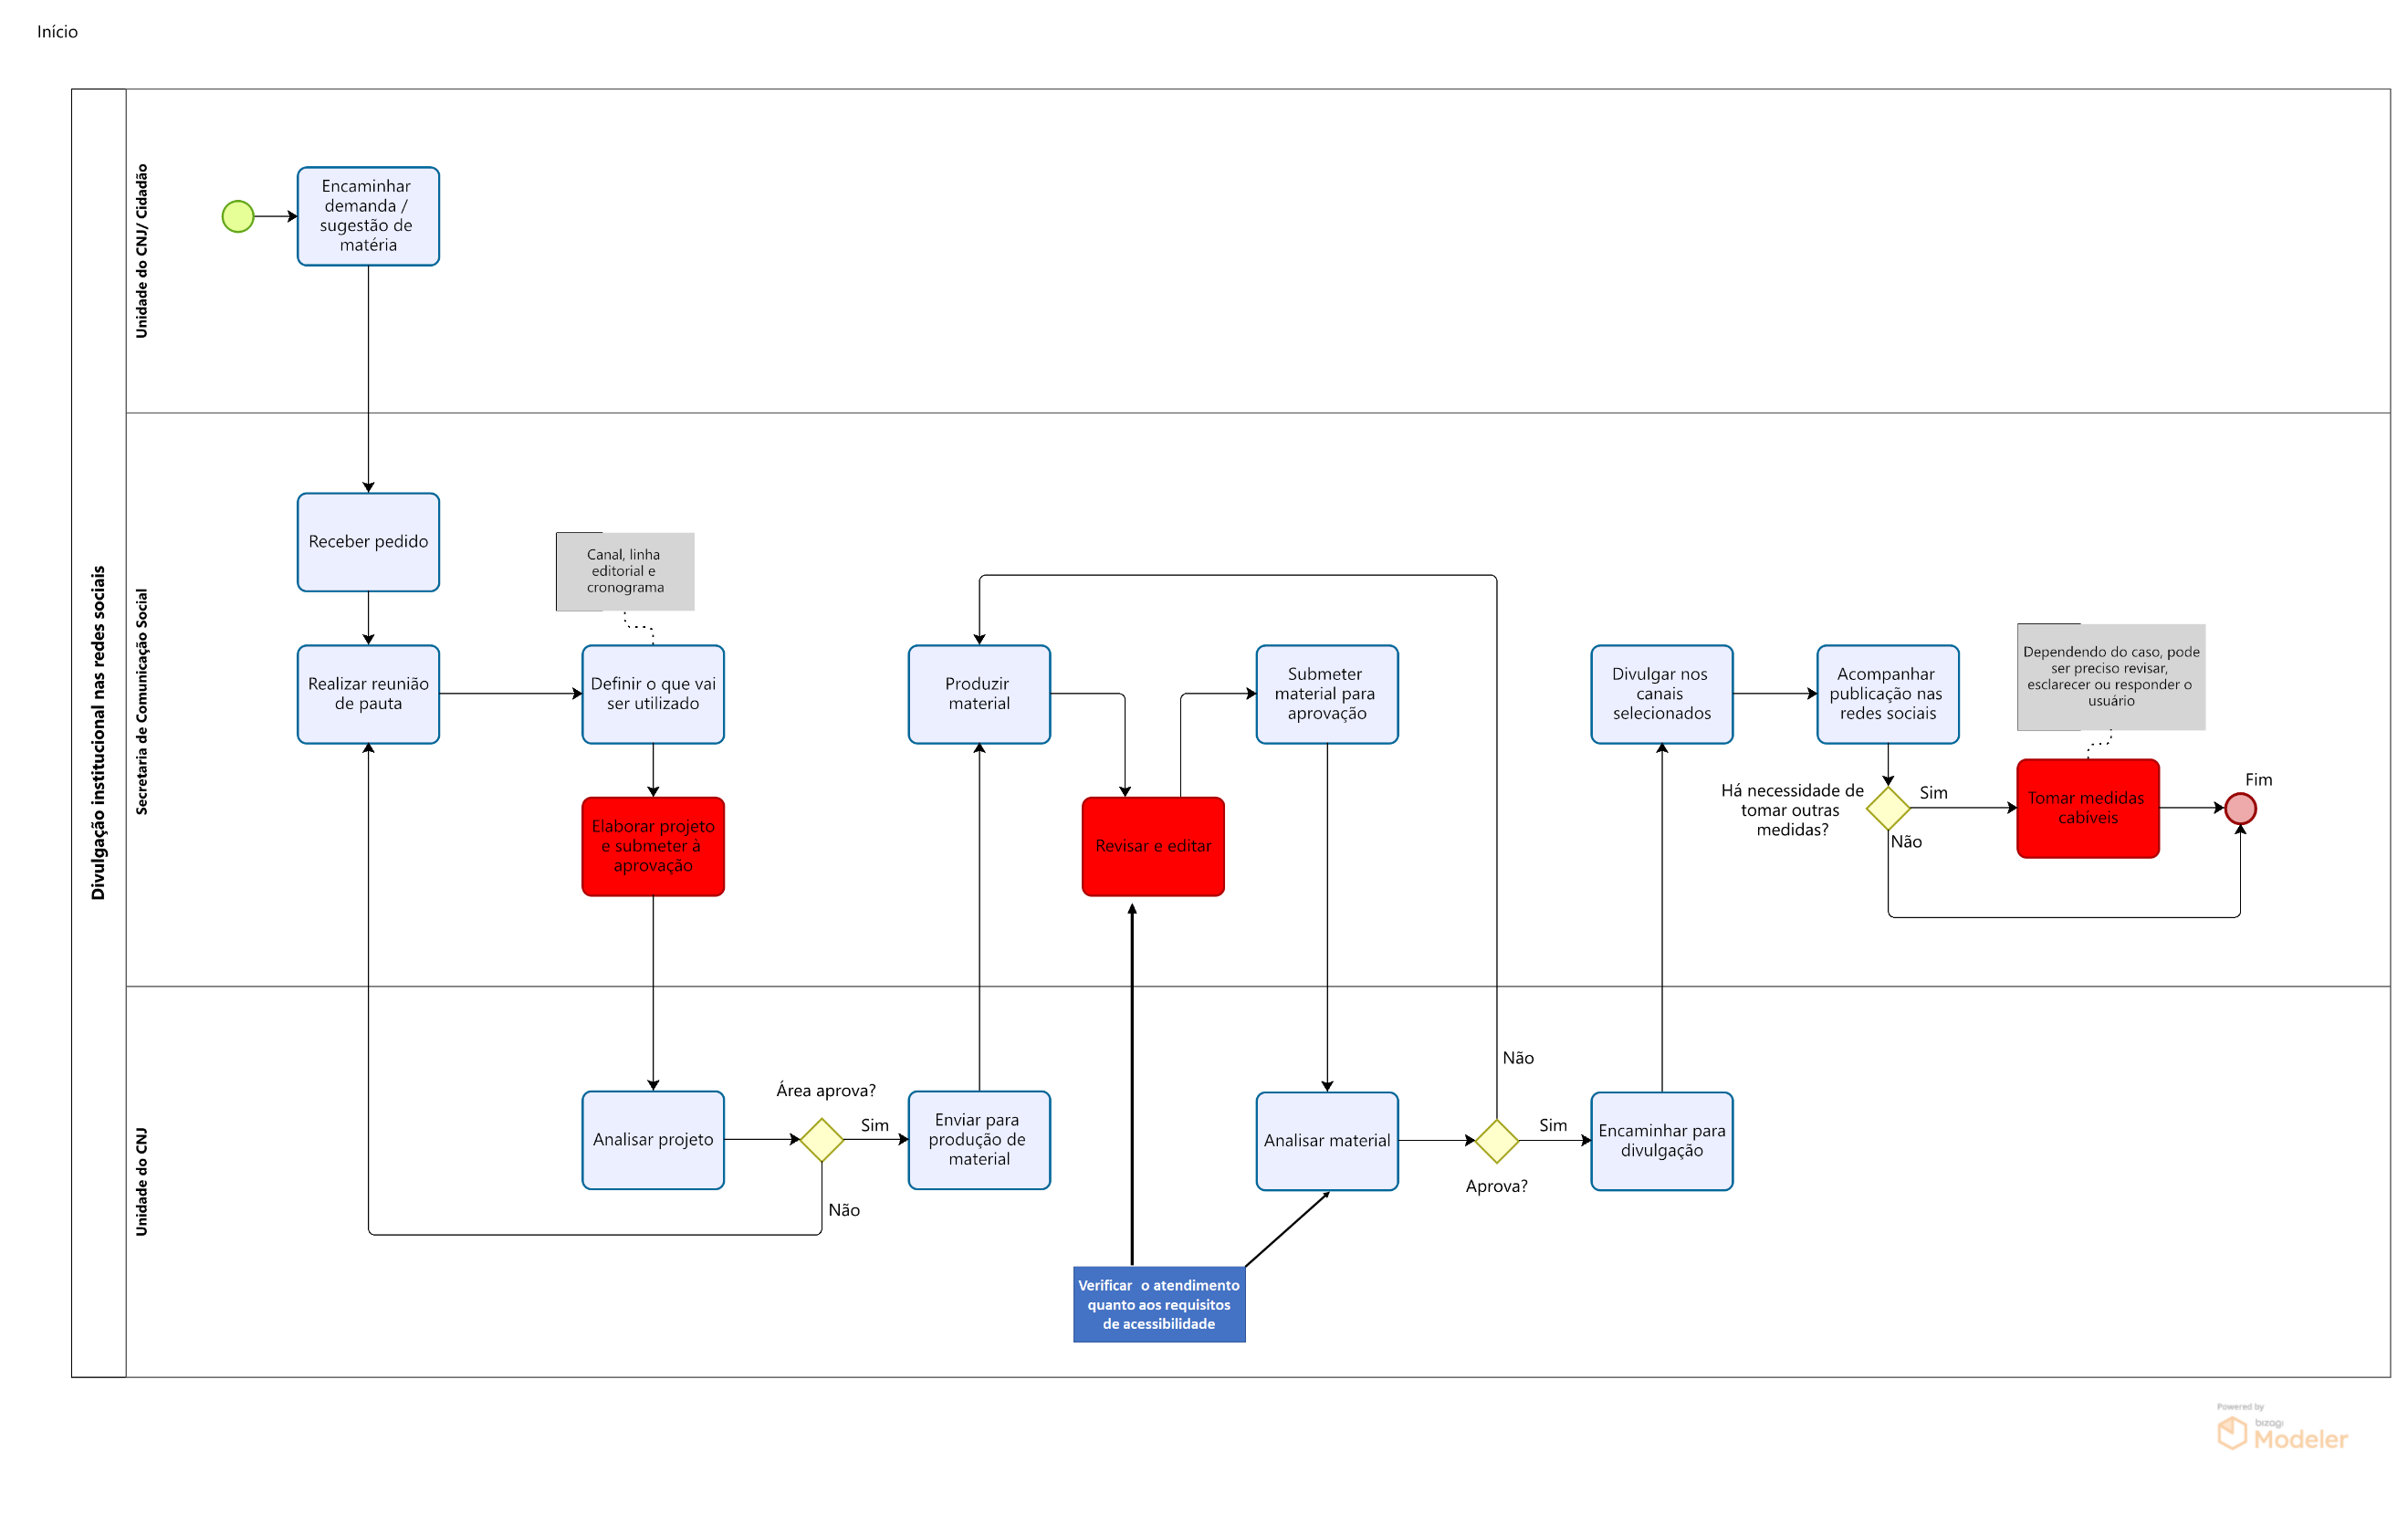 Início
Divulgação institucional nas redes sociais
Unidade do CNJ/ Cidadão
Encaminhar
demanda /
sugestão de
matéria
Secretaria de Comunicação Social
Receber pedido
Realizar reunião
de pauta
Canal, linha
editorial e
cronograma
Definir o que vai
ser utilizado
Elaborar projeto
e submeter à
aprovação
Produzir
material
Revisar e editar
Submeter
material para
aprovação
Divulgar nos
canais
selecionados
Acompanhar
publicação nas
redes sociais
Há necessidade de
tomar outras
medidas?
Sim
Não
Dependendo do caso, pode
ser preciso revisar,
esclarecer ou responder o
usuário
Tomar medidas
cabíveis
Fim
Unidade do CNJ
Analisar projeto
Área aprova?
Sim
Não
Enviar para
produção de
material
Analisar material
Não
Sim
Aprova?
Encaminhar para
divulgação
Verificar o atendimento
quanto aos requisitos
de acessibilidade
Powered by
bizagi
Modeler